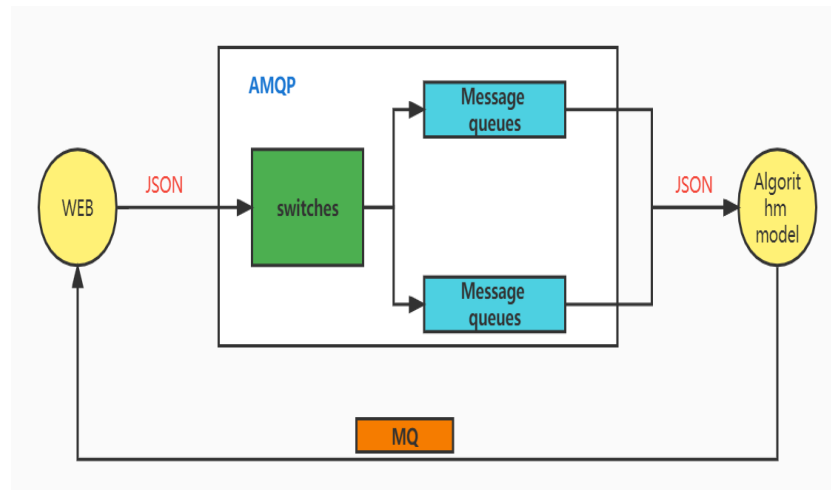 AMQP
Message
queues
JSON
WEB
switches
JSON
Algorit
hm
model
Message
queues
MQ